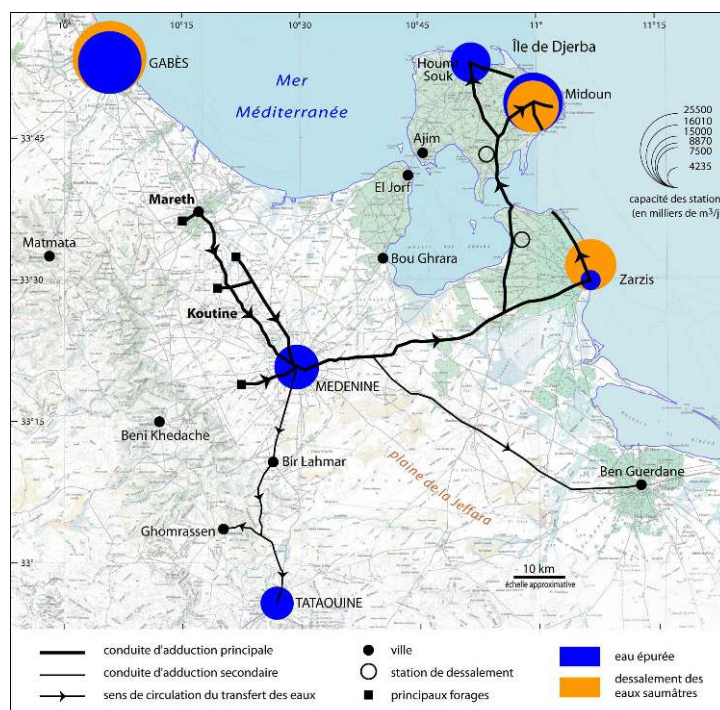 10°
10°15
10°30
10°45
11°
11°15
Île de Djerba
GABÈS
Houmt
Souk
Midoun
Mer
Méditerranée
25500
16010
15000
8870
7500
4235
capacité des station
(en milliers de m³/j
33°45
Ajim
El Jorf
Mareth
Matmata
Bou Ghrara
33°30
Zarzis
Koutine
MEDENINE
33°15
Beni Khedache
Bir Lahmar
plaine de la Jeffara
Ben Guerdane
Ghomrassen
33°
10 km
échelle approximative
TATAOUINE
conduite d'adduction principale
ville
eau épurée
conduite d'adduction secondaire
station de dessalement
dessalement des
eaux saumâtres
sens de circulation du transfert des eaux
principaux forages